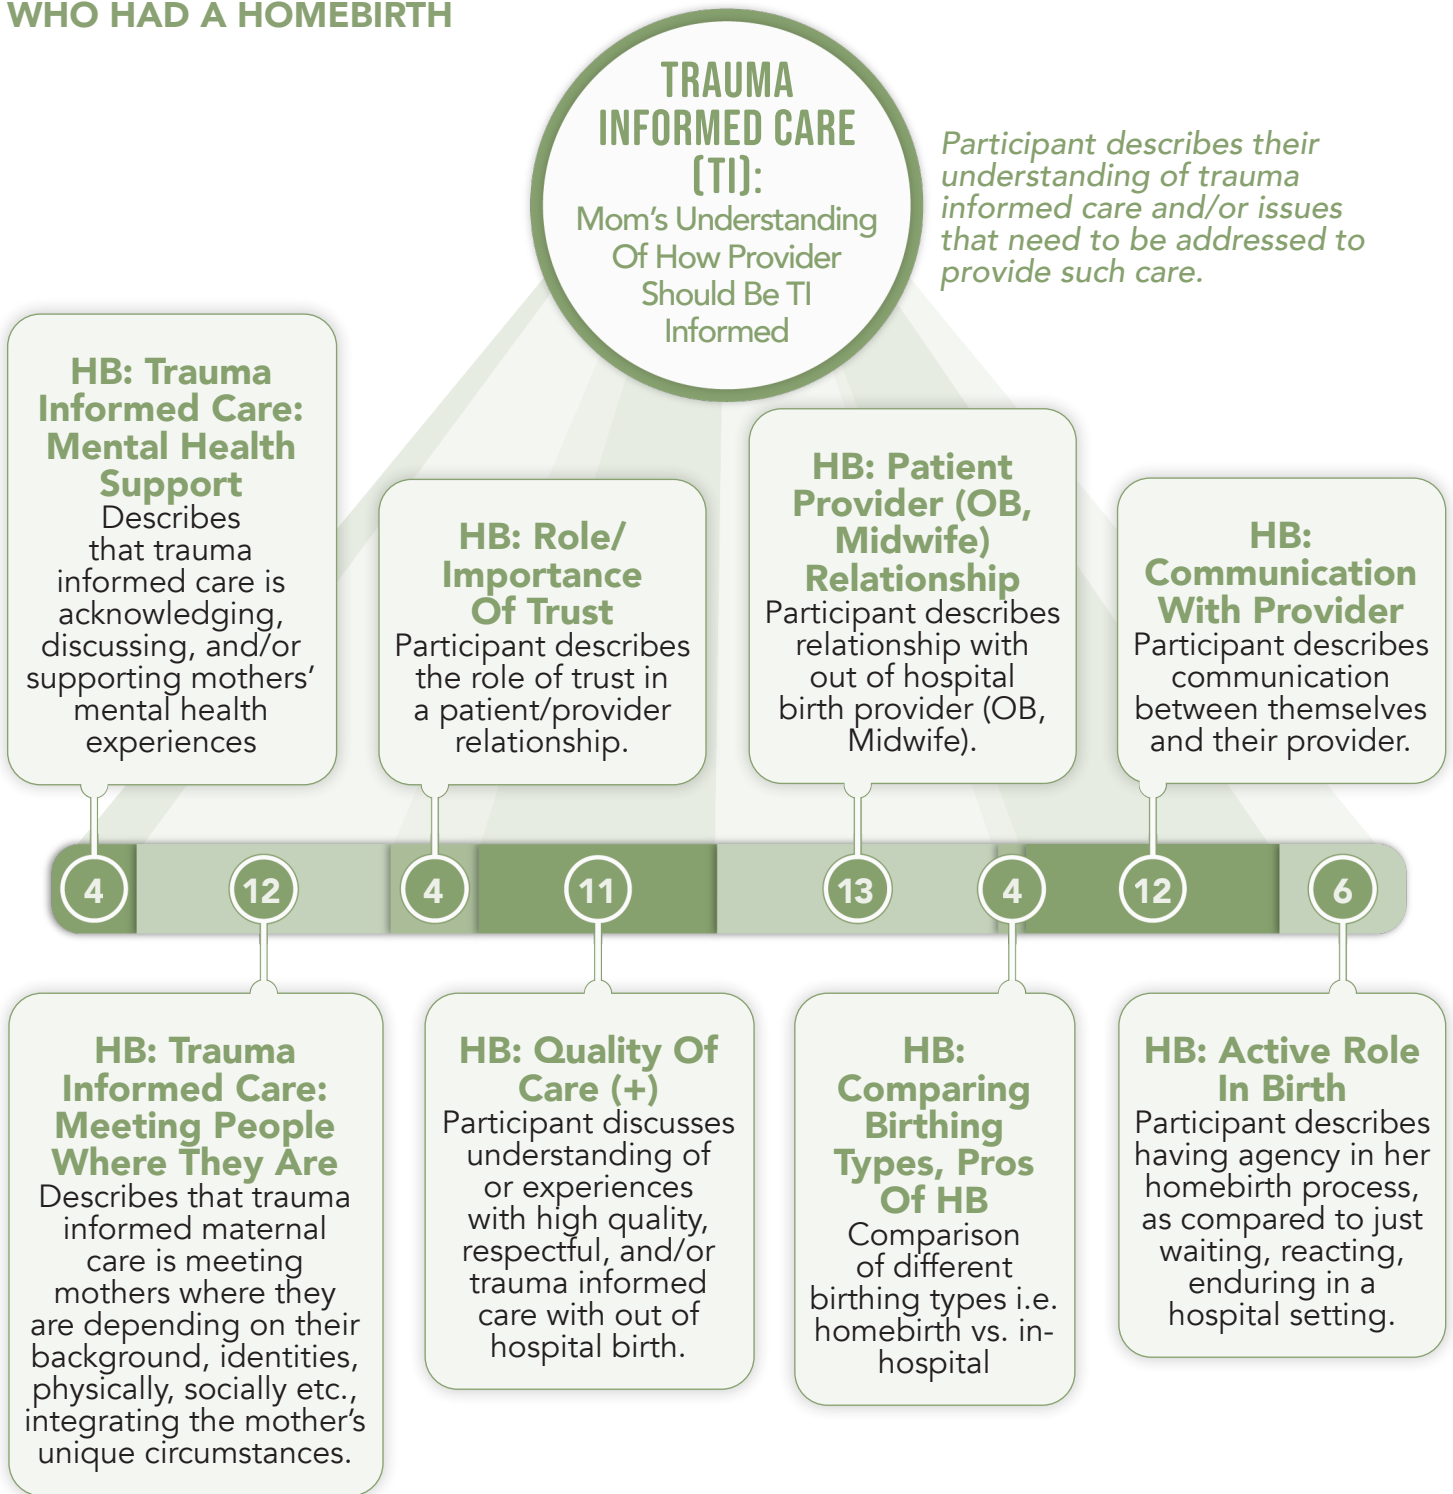 WHO HAD A HOMEBIRTH
TRAUMA
INFORMED CARE
(TI):
Mom's Understanding
Of How Provider
Should Be TI
Informed
Participant describes their
understanding of trauma
informed care and/or issues
that need to be addressed to
provide such care.
HB: Trauma
Informed Care:
Mental Health
Support
Describes
that trauma
informed care is
acknowledging,
discussing, and/or
supporting mothers'
mental health
experiences
HB: Role/
Importance
Of Trust
Participant describes
the role of trust in
a patient/provider
relationship.
HB: Patient
Provider (OB,
Midwife)
Relationship
Participant describes
relationship with
out of hospital
birth provider (OB,
Midwife).
HB:
Communication
With Provider
Participant describes
communication
between themselves
and their provider.
4
12
4
11
13
4
12
6
HB: Trauma
Informed Care:
Meeting People
Where They Are
Describes that trauma
informed maternal
care is meeting
mothers where they
are depending on their
background, identities,
physically, socially etc.,
integrating the mother's
unique circumstances.
HB: Quality Of
Care (+)
Participant discusses
understanding of
or experiences
with high quality,
respectful, and/or
trauma informed
care with out of
hospital birth.
HB:
Comparing
Birthing
Types, Pros
Of HB
Comparison
of different
birthing types i.e.
homebirth vs. in-
hospital
HB: Active Role
In Birth
Participant describes
having agency in her
homebirth process,
as compared to just
waiting, reacting,
enduring in a
hospital setting.